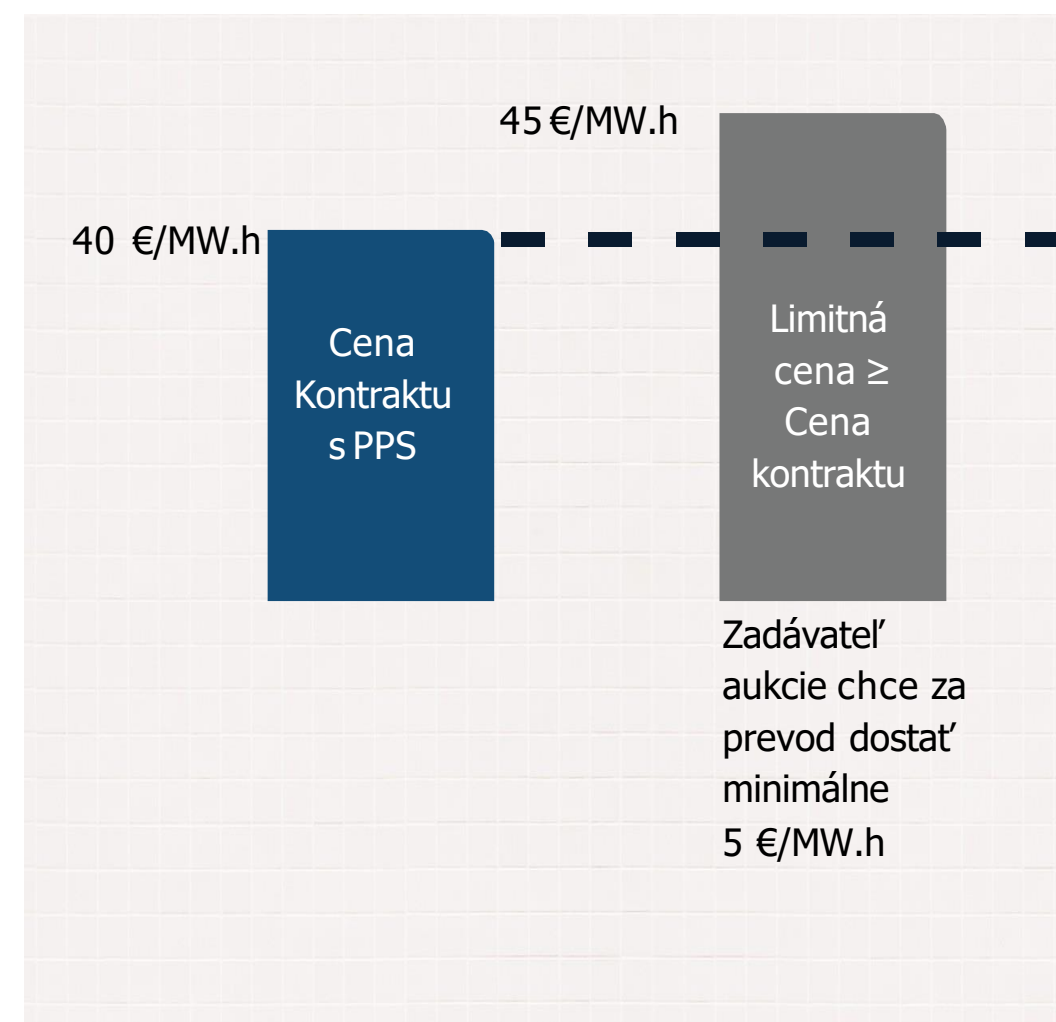 45 €/MW.h
40 €/MW.h
Cena
Kontraktu
s PPS
Limitná
cena ≥
Cena
kontraktu
Zadávateľ
aukcie chce za
prevod dostať
minimálne
5 €/MW.h